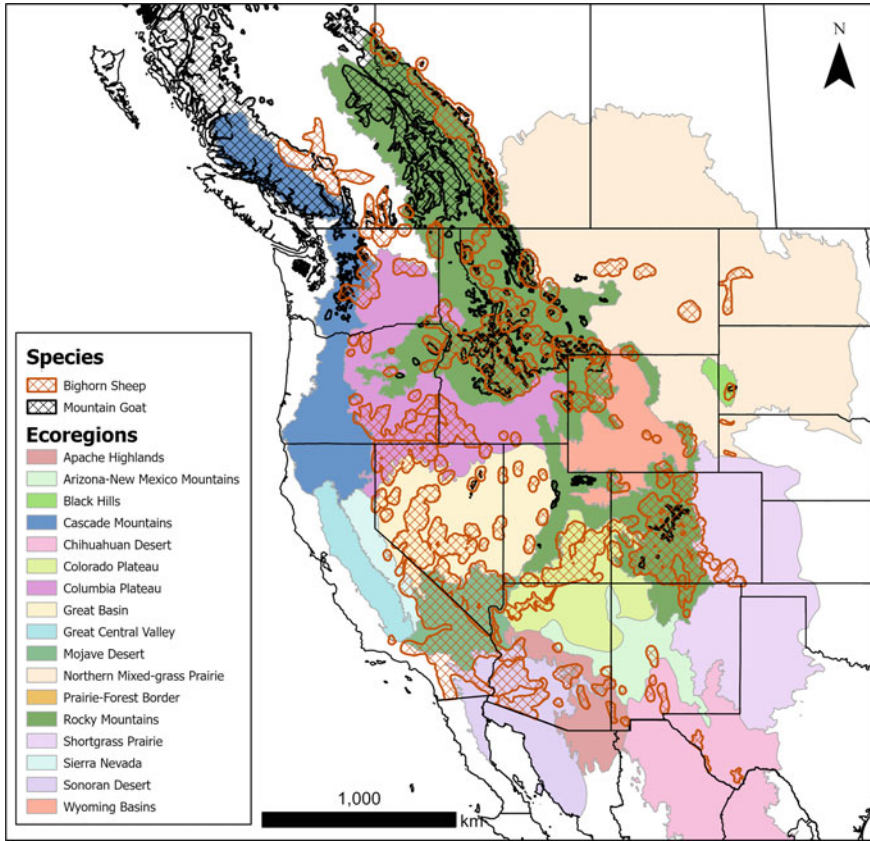 N
Species
Bighorn Sheep
Mountain Goat
Ecoregions
Apache Highlands
Arizona-New Mexico Mountains
Black Hills
Cascade Mountains
Chihuahuan Desert
Colorado Plateau
Columbia Plateau
Great Basin
Great Central Valley
Mojave Desert
Northern Mixed-grass Prairie
Prairie-Forest Border
Rocky Mountains
Shortgrass Prairie
Sierra Nevada
Sonoran Desert
Wyoming Basins
1,000
km